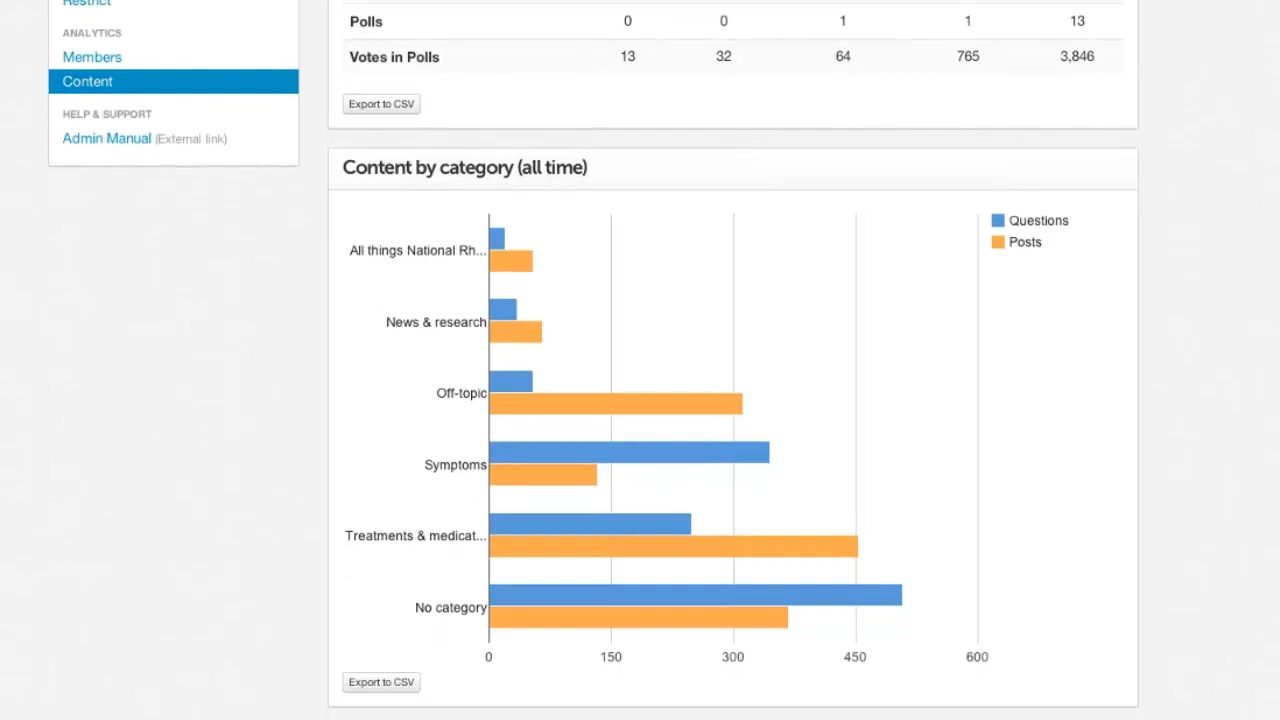 Restrict
ANALYTICS
Members
Content
HELP & SUPPORT
Admin Manual (External link)
Polls 0 0 1 1 13
Votes in Polls 13 32 64 765 3,846
Export to CSV
Content by category (all time)
Questions
Posts
All things National Rh...
News & research
Off-topic
Symptoms
Treatments & medicat...
No category
0 150 300 450 600
Export to CSV